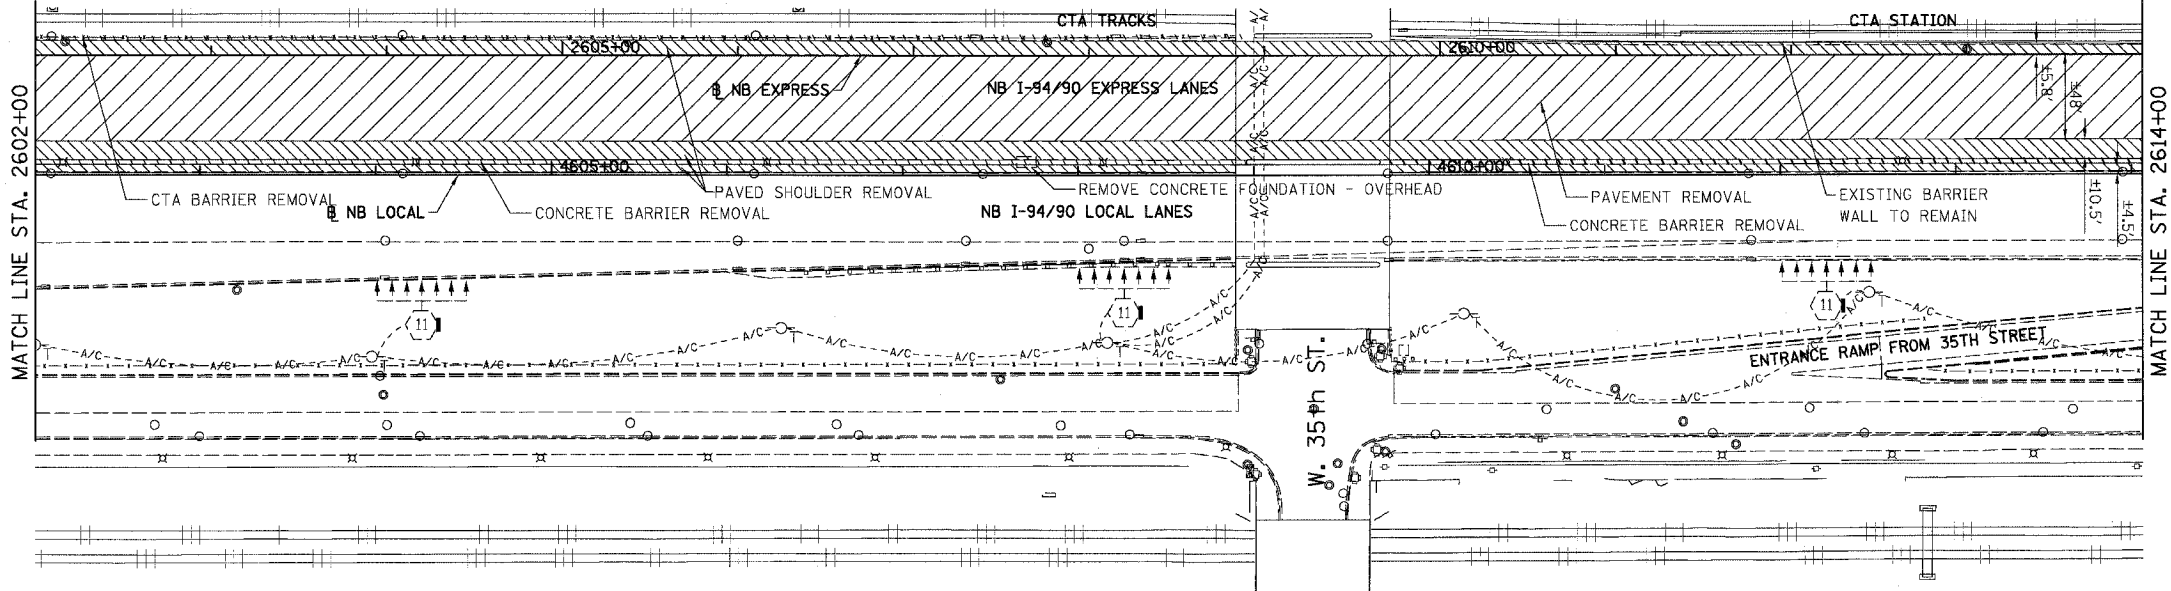 CTA TRACKS
CTA STATION
2605+00
2610+00
℄ NB EXPRESS
NB I-94/90 EXPRESS LANES
±5.8'
±48'
MATCH LINE STA. 2602+00
MATCH LINE STA. 2614+00
4605+00
4610+00
CTA BARRIER REMOVAL
℄ NB LOCAL
CONCRETE BARRIER REMOVAL
PAVED SHOULDER REMOVAL
REMOVE CONCRETE FOUNDATION - OVERHEAD
NB I-94/90 LOCAL LANES
PAVEMENT REMOVAL
CONCRETE BARRIER REMOVAL
EXISTING BARRIER
WALL TO REMAIN
±10.5'
±4.5'
11
11
11
A/C
ENTRANCE RAMP FROM 35TH STREET
W. 35th ST.